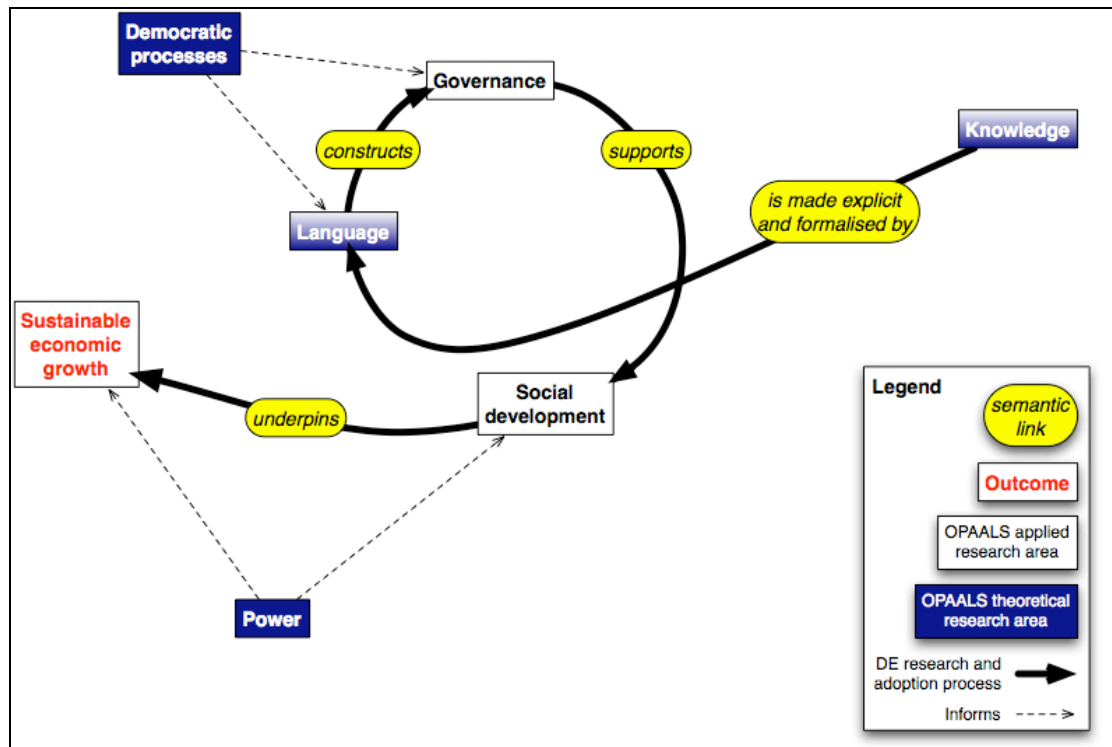 Democratic
processes
Governance
Knowledge
constructs
supports
is made explicit
and formalised by
Language
Sustainable
economic
growth
Social
development
underpins
Power
Legend
semantic
link
Outcome
OPAALS applied
research area
OPAALS theoretical
research area
DE research and
adoption process
Informs